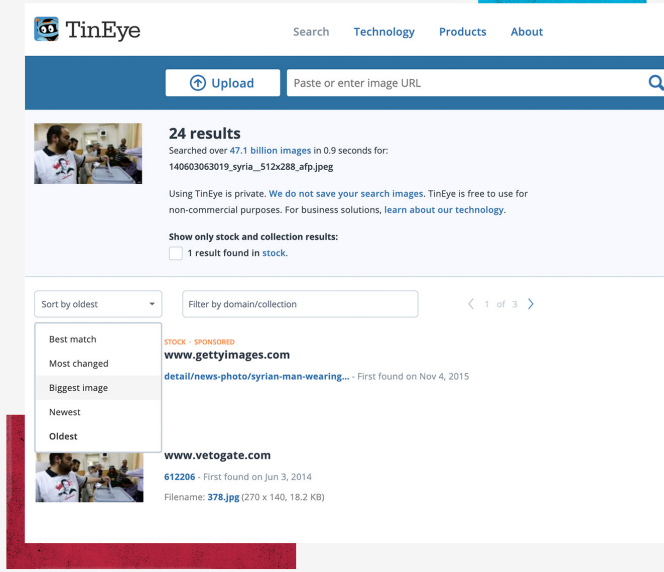 TinEye
Search Technology Products About
Upload
Paste or enter image URL
24 results
Searched over 47.1 billion images in 0.9 seconds for:
140603063019_syria__512x288_afp.jpeg
Using TinEye is private. We do not save your search images. TinEye is free to use for
non-commercial purposes. For business solutions, learn about our technology.
Show only stock and collection results:
1 result found in stock.
Sort by oldest
Filter by domain/collection
1 of 3
Best match
Most changed
Biggest image
Newest
Oldest
STOCK - SPONSORED
www.gettyimages.com
detail/news-photo/syrian-man-wearing... - First found on Nov 4, 2015
www.vetogate.com
612206 - First found on Jun 3, 2014
Filename: 378.jpg (270 x 140, 18.2 KB)